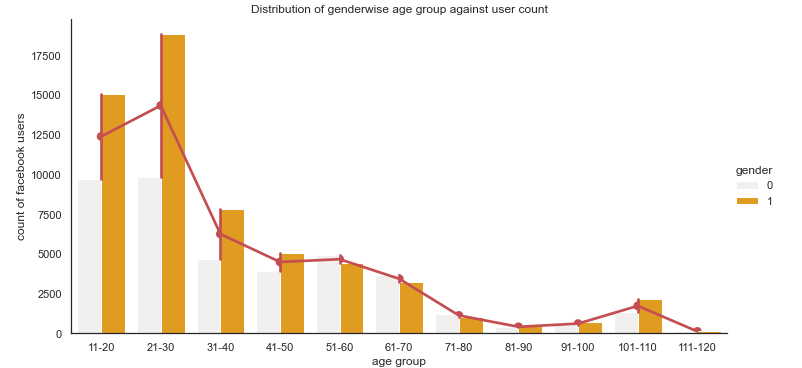 Distribution of genderwise age group against user count
count of facebook users
17500
15000
12500
10000
7500
5000
2500
0
11-20 21-30 31-40 41-50 51-60 61-70 71-80 81-90 91-100 101-110 111-120
age group
gender
0
1